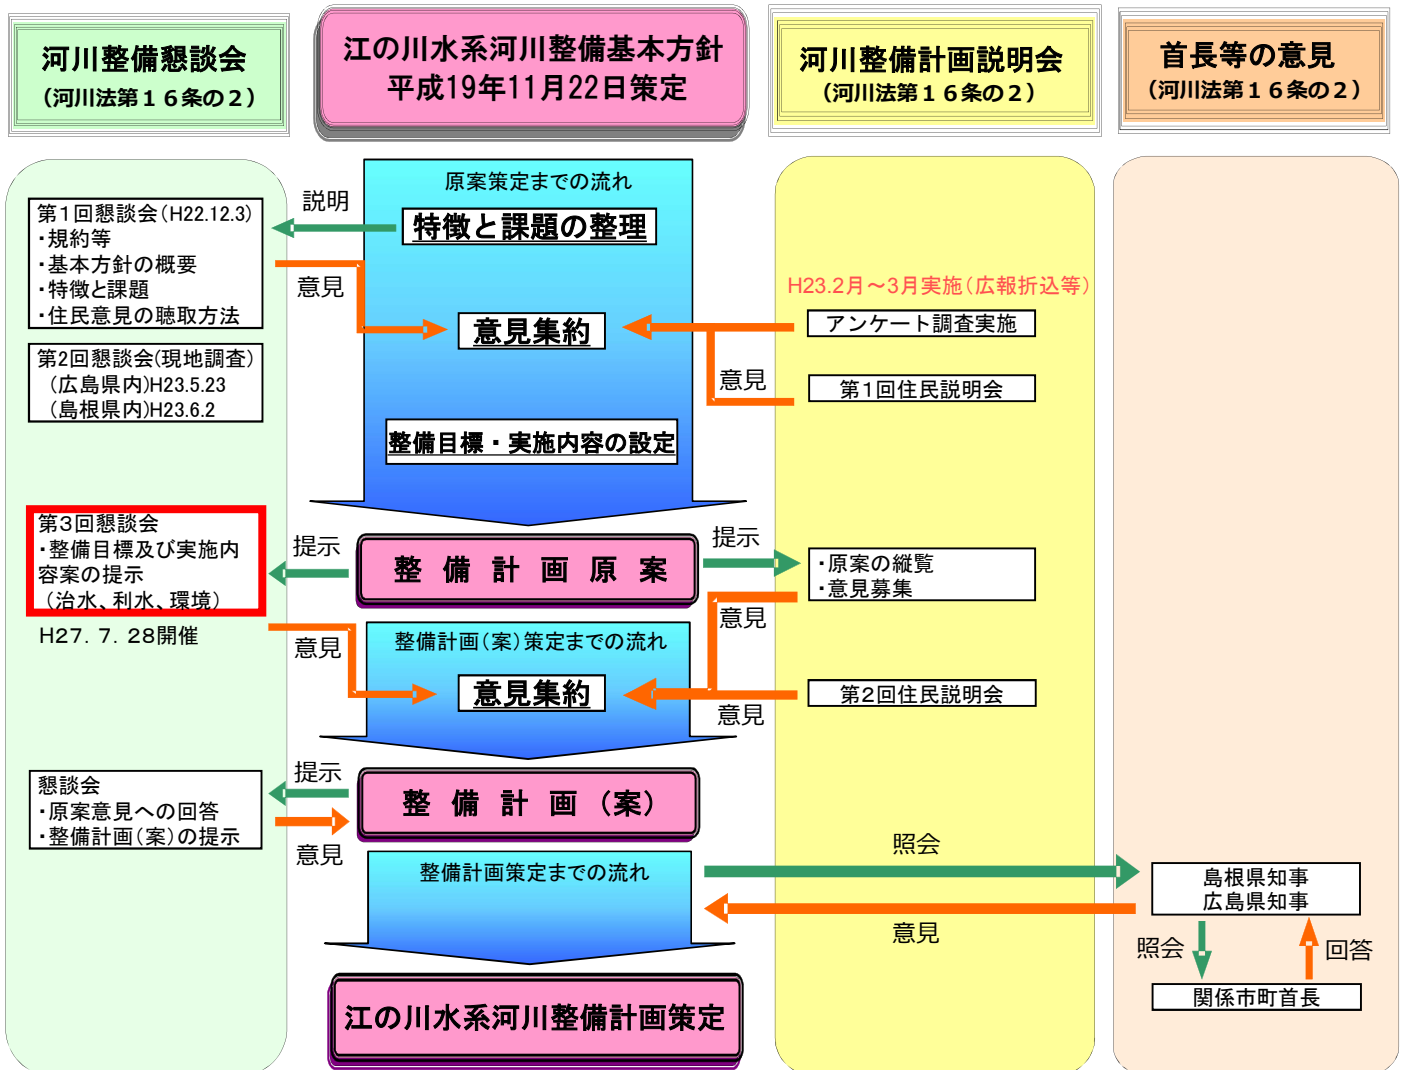 河川整備懇談会
（河川法第１６条の２）
江の川水系河川整備基本方針
平成19年11月22日策定
河川整備計画説明会
（河川法第１６条の２）
首長等の意見
（河川法第１６条の２）
原案策定までの流れ
特徴と課題の整理
説明
第１回懇談会（H22.12.3）
・規約等
・基本方針の概要
・特徴と課題
・住民意見の聴取方法
意見
意見集約
H23.2月～3月実施（広報折込等）
アンケート調査実施
意見
第１回住民説明会
第２回懇談会(現地調査)
（広島県内)H23.5.23
（島根県内)H23.6.2
整備目標・実施内容の設定
第３回懇談会
・整備目標及び実施内
容案の提示
（治水、利水、環境）
H27．7．28開催
提示
整備計画原案
提示
・原案の縦覧
・意見募集
意見
意見
整備計画（案）策定までの流れ
意見集約
意見
第２回住民説明会
懇談会
・原案意見への回答
・整備計画（案）の提示
提示
意見
整備計画（案）
整備計画策定までの流れ
照会
意見
島根県知事
広島県知事
照会
回答
関係市町首長
江の川水系河川整備計画策定